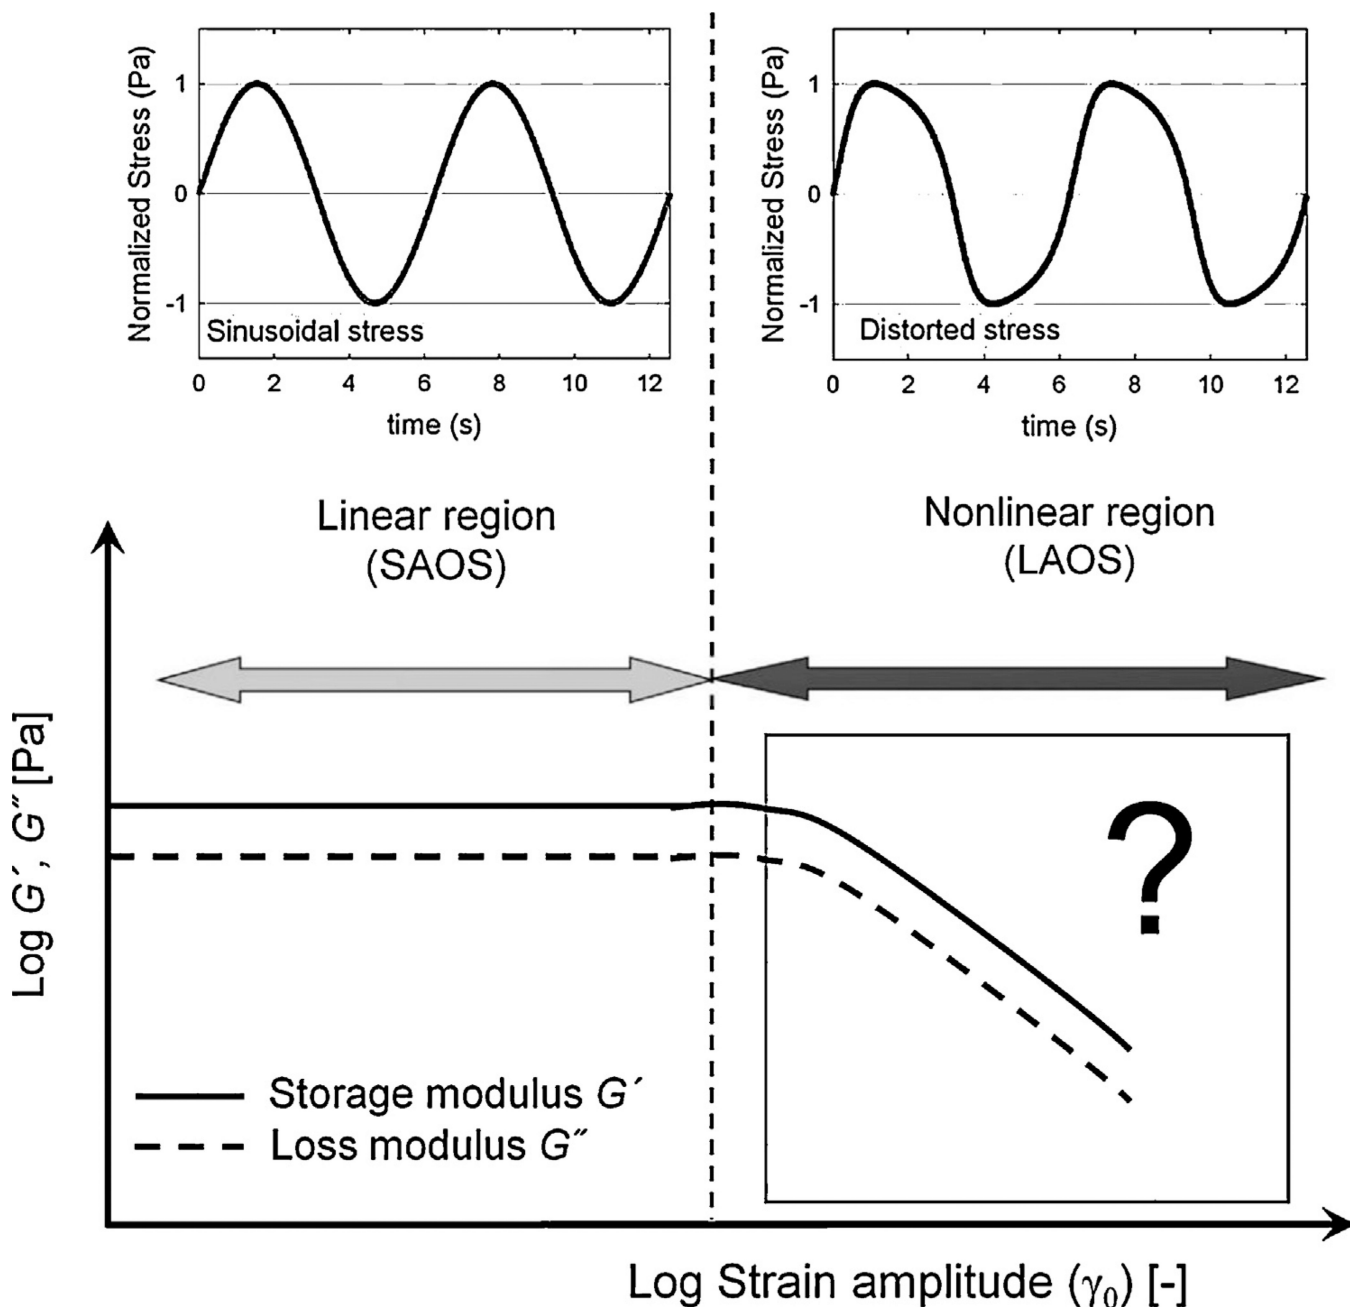 Normalized Stress (Pa)
1
0
-1
Sinusoidal stress
0 2 4 6 8 10 12
time (s)
Normalized Stress (Pa)
1
0
-1
Distorted stress
0 2 4 6 8 10 12
time (s)
Linear region
(SAOS)
Nonlinear region
(LAOS)
Log G´, G˝ [Pa]
?
Storage modulus G´
Loss modulus G˝
Log Strain amplitude (γ₀) [-]